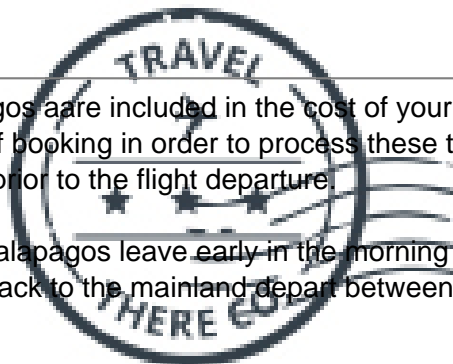 TRAVEL
gos aare included in the cost of your
f booking in order to process these t
prior to the flight departure.
alapagos leave early in the morning
ack to the mainland depart between
THERE CO.